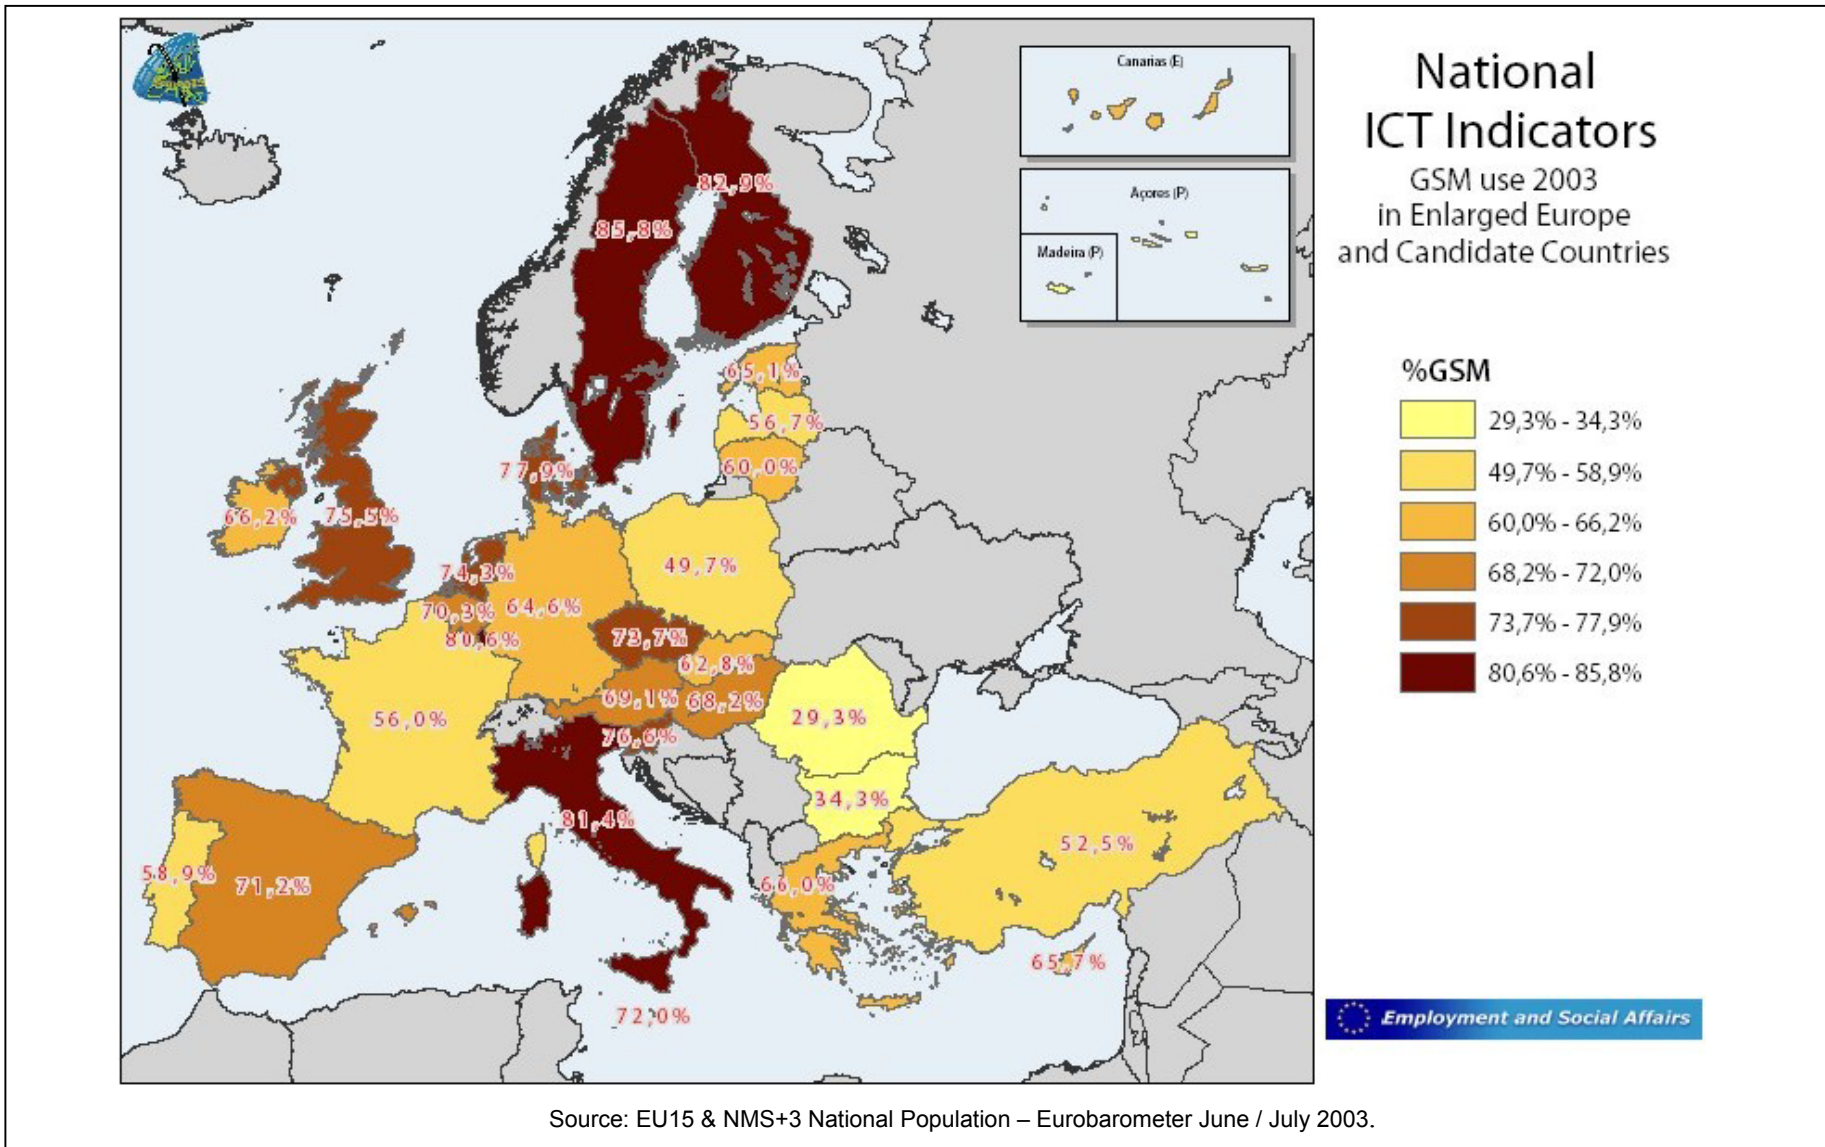 National
ICT Indicators
GSM use 2003
in Enlarged Europe
and Candidate Countries
%GSM
29,3% - 34,3%
49,7% - 58,9%
60,0% - 66,2%
68,2% - 72,0%
73,7% - 77,9%
80,6% - 85,8%
Canarias (E)
Açores (P)
Madeira (P)
82,9%
85,8%
65,1%
56,7%
60,0%
77,9%
66,2%
75,5%
74,3%
70,3%
64,6%
80,6%
49,7%
73,7%
62,8%
69,1%
68,2%
56,0%
76,6%
29,3%
34,3%
81,4%
52,5%
58,9%
71,2%
66,0%
65,7%
72,0%
Employment and Social Affairs
Source: EU15 & NMS+3 National Population – Eurobarometer June / July 2003.